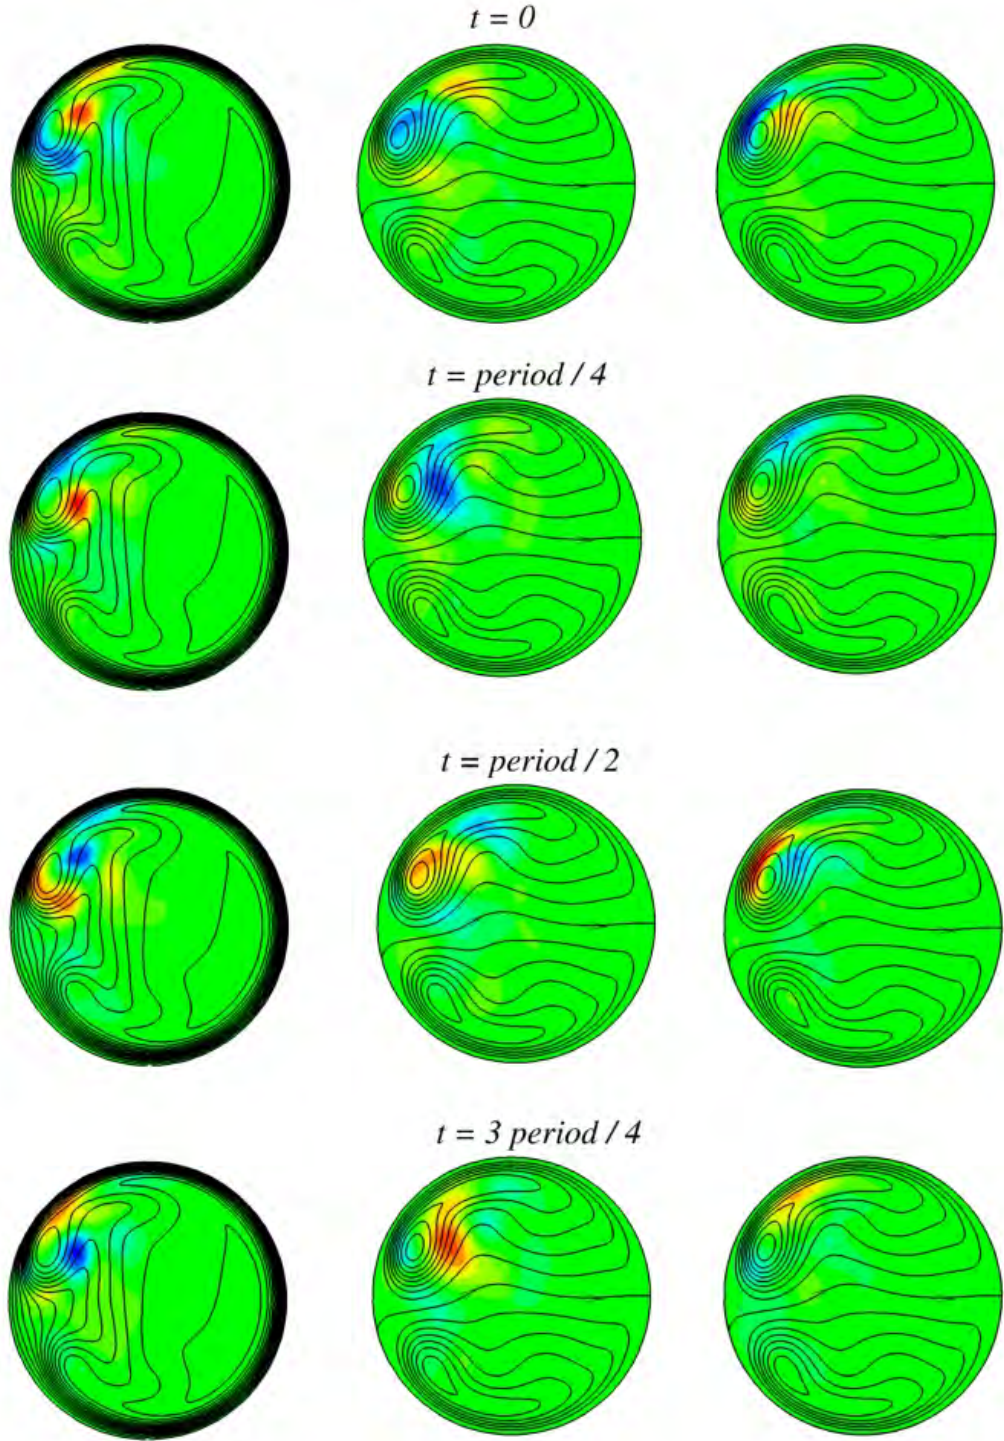 t = 0
t = period / 4
t = period / 2
t = 3 period / 4